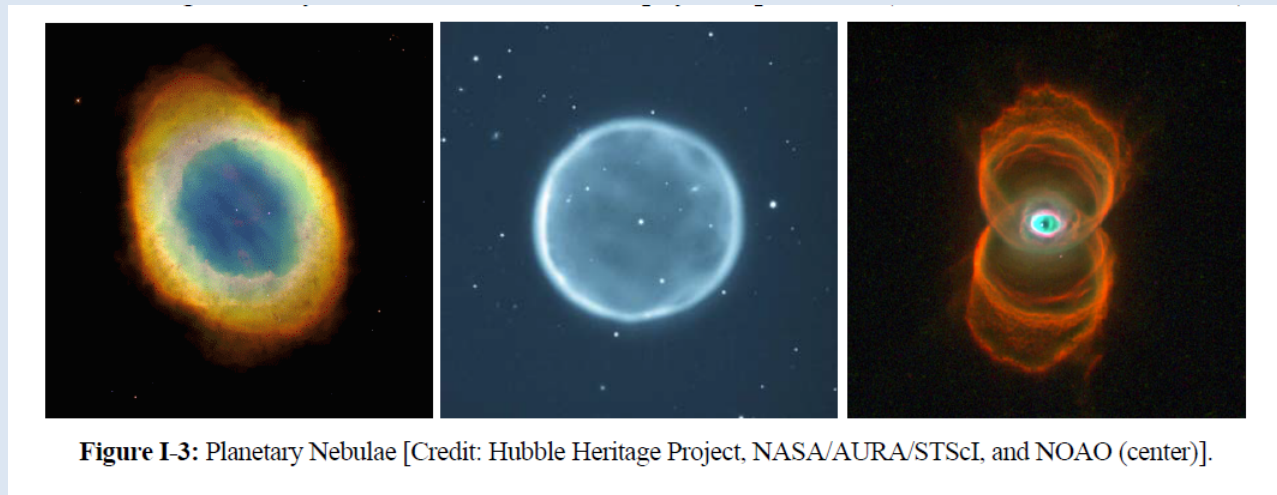 Figure I-3: Planetary Nebulae [Credit: Hubble Heritage Project, NASA/AURA/STScI, and NOAO (center)].